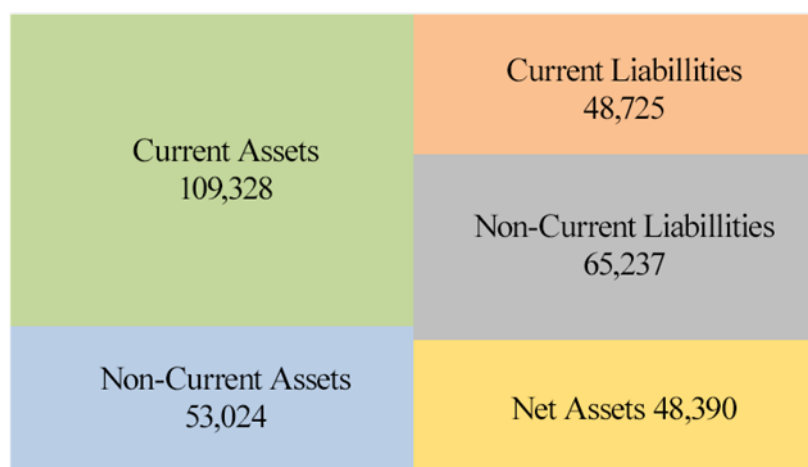 Current Assets
109,328
Non-Current Assets
53,024
Current Liabillities
48,725
Non-Current Liabillities
65,237
Net Assets 48,390